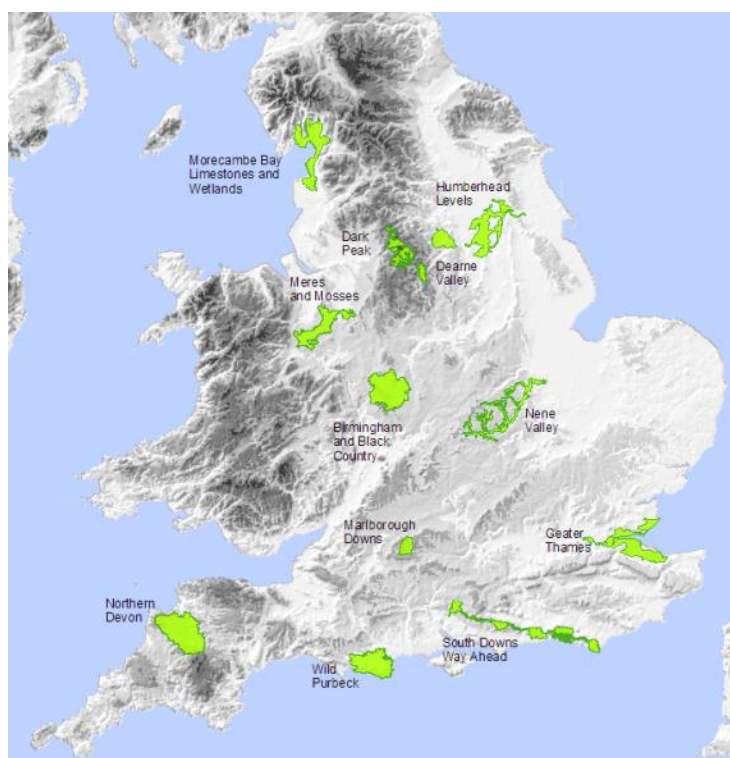 Morecambe Bay
Limestones and
Wetlands
Humberhead
Levels
Dark
Peak
Dearne
Valley
Meres
and Mosses
Birmingham
and Black
Country
Nene
Valley
Marlborough
Downs
Geater
Thames
Northern
Devon
South Downs
Way Ahead
Wild
Purbeck